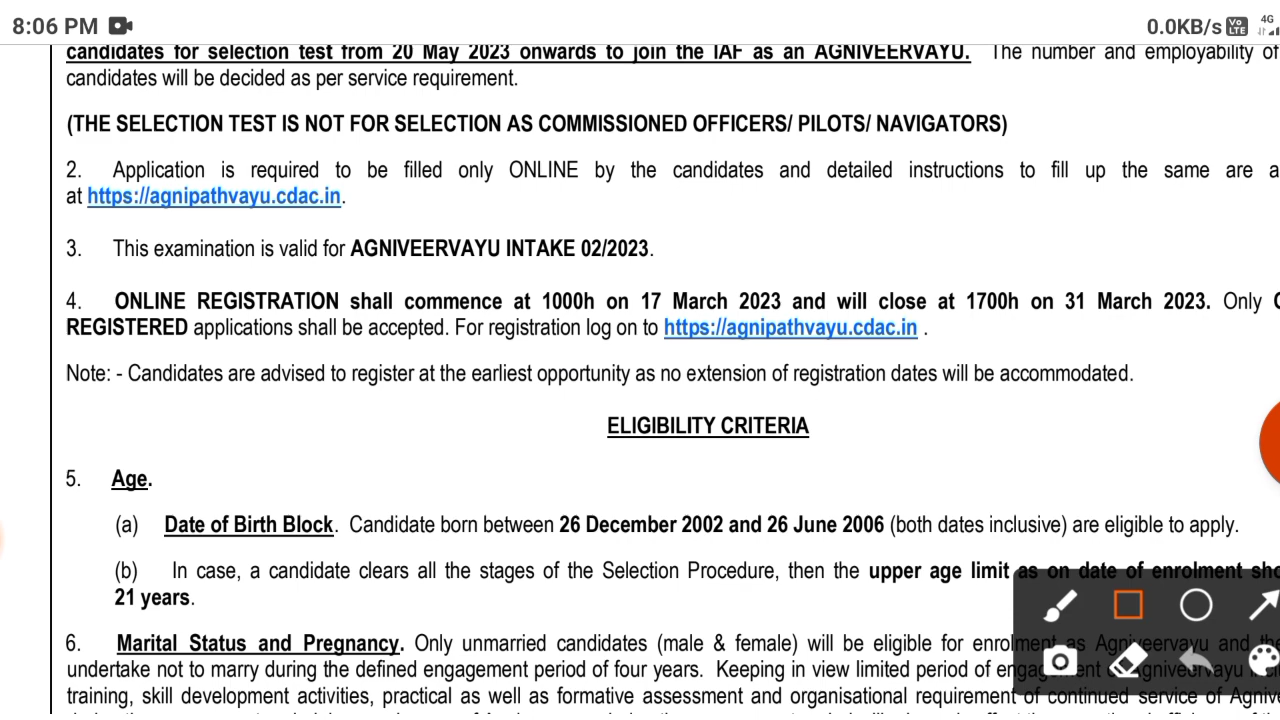 8:06 PM
0.0KB/s Vo LTE 4G
candidates for selection test from 20 May 2023 onwards to join the IAF as an AGNIVEERVAYU. The number and employability of
candidates will be decided as per service requirement.
(THE SELECTION TEST IS NOT FOR SELECTION AS COMMISSIONED OFFICERS/ PILOTS/ NAVIGATORS)
2. Application is required to be filled only ONLINE by the candidates and detailed instructions to fill up the same are a
at https://agnipathvayu.cdac.in.
3. This examination is valid for AGNIVEERVAYU INTAKE 02/2023.
4. ONLINE REGISTRATION shall commence at 1000h on 17 March 2023 and will close at 1700h on 31 March 2023. Only
REGISTERED applications shall be accepted. For registration log on to https://agnipathvayu.cdac.in .
Note: - Candidates are advised to register at the earliest opportunity as no extension of registration dates will be accommodated.
ELIGIBILITY CRITERIA
5. Age.
(a) Date of Birth Block. Candidate born between 26 December 2002 and 26 June 2006 (both dates inclusive) are eligible to apply.
(b) In case, a candidate clears all the stages of the Selection Procedure, then the upper age limit as on date of enrolment sho
21 years.
6. Marital Status and Pregnancy. Only unmarried candidates (male & female) will be eligible for enrolment as Agniveervayu and the
undertake not to marry during the defined engagement period of four years. Keeping in view limited period of engagement of Agniveervayu
training, skill development activities, practical as well as formative assessment and organisational requirement of continued service of Agnive